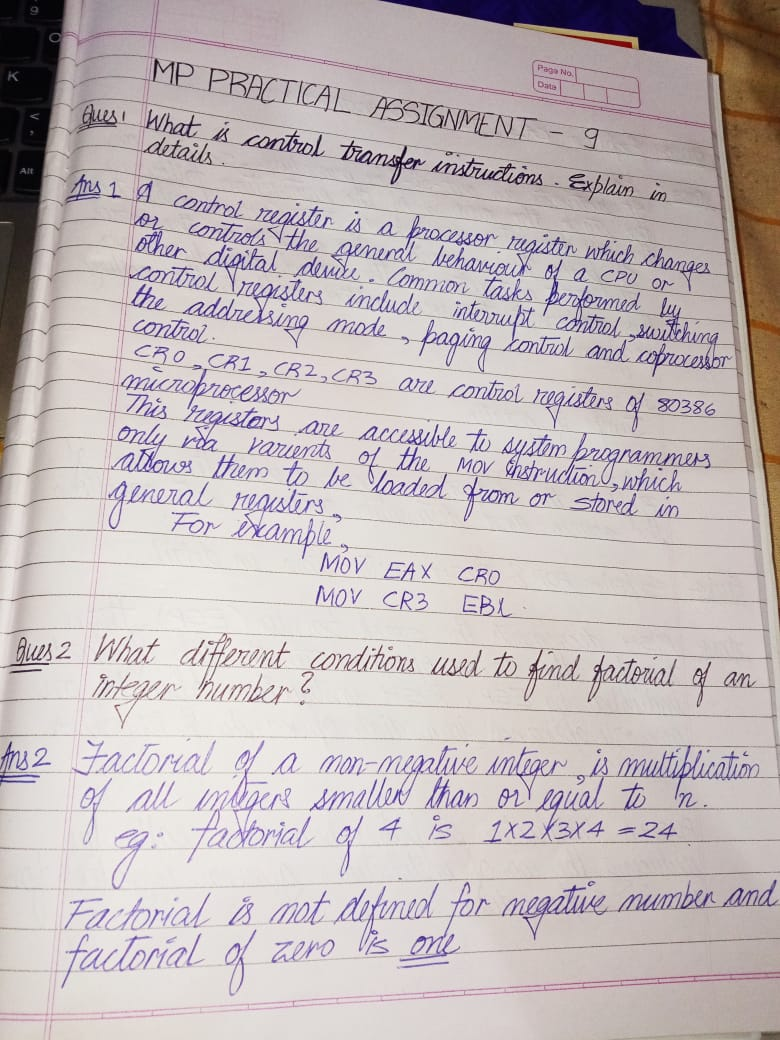 9
O
K
<
,
Alt
Page No.
Date
MP PRACTICAL ASSIGNMENT - 9
Ques 1 What is control transfer instructions. Explain in
details.
Ans 1 A control register is a processor register which changes
or controls the general behaviour of a CPU or
other digital device. Common tasks performed by
control registers include interrupt control, switching
the addressing mode, paging control and coprocessor
control.
CR0, CR1, CR2, CR3 are control registers of 80386
microprocessor
This registors are accessible to system programmers
only via varients of the MOV instruction, which
allows them to be loaded from or stored in
general registers,
For example,
MOV EAX CR0
MOV CR3
Ques 2 What different conditions used to find factorial of an
integer number?
Ans 2 Factorial of a non-negative integer, is multiplication
of all integers smaller than or equal to n.
eg: factorial of 4 is 1x2x3x4 = 24
Factorial is not defined for negative number and
factorial of zero is one